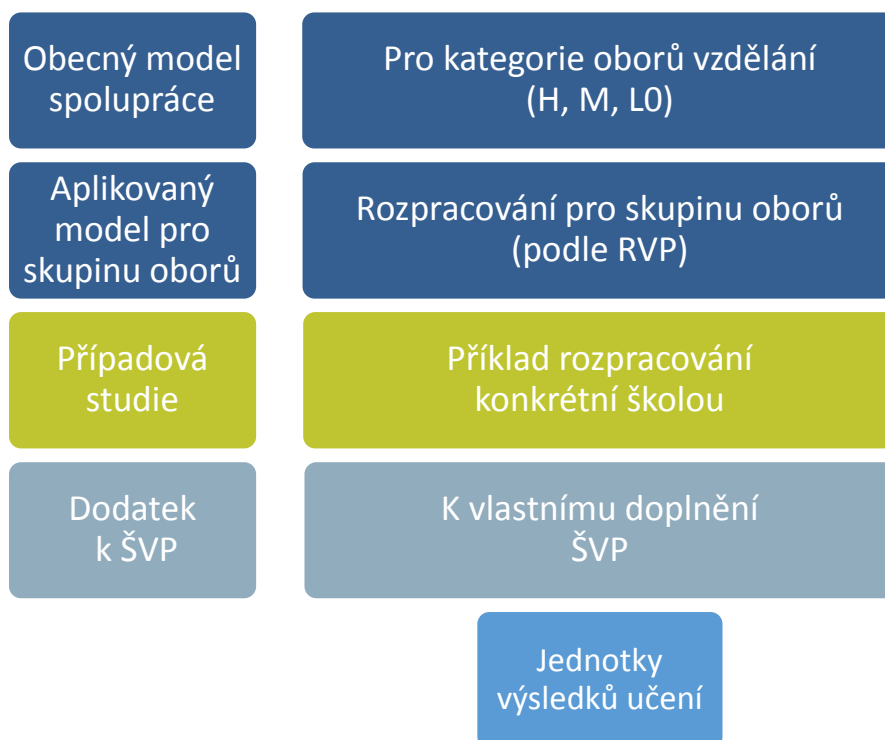 Obecný model
spolupráce
Pro kategorie oborů vzdělání
(H, M, L0)
Aplikovaný
model pro
skupinu oborů
Rozpracování pro skupinu oborů
(podle RVP)
Případová
studie
Příklad rozpracování
konkrétní školou
Dodatek
k ŠVP
K vlastnímu doplnění
ŠVP
Jednotky
výsledků učení